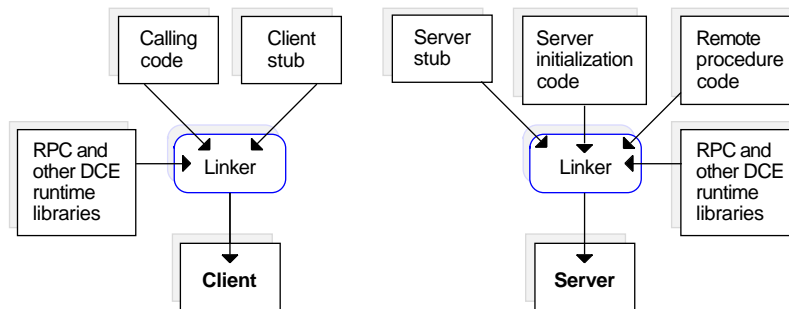 Calling
code
Client
stub
RPC and
other DCE
runtime
libraries
Linker
Client
Server
stub
Server
initialization
code
Remote
procedure
code
Linker
RPC and
other DCE
runtime
libraries
Server